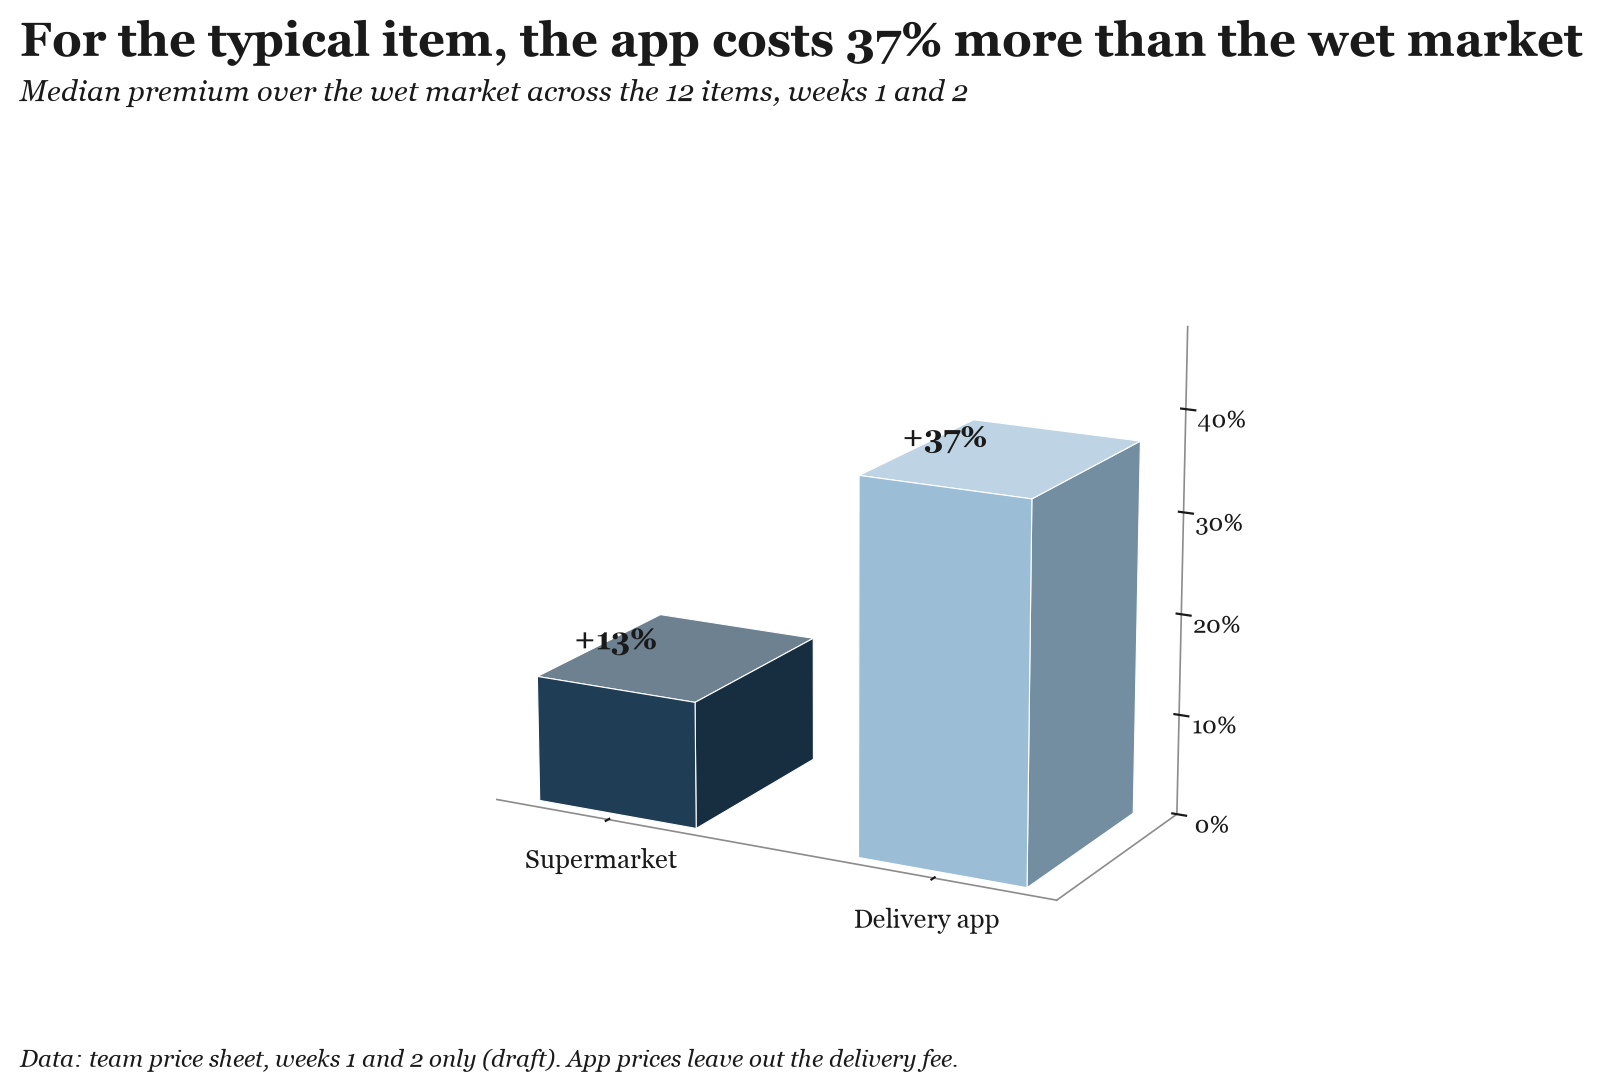 For the typical item, the app costs 37% more than the wet market
Median premium over the wet market across the 12 items, weeks 1 and 2
+37%
40%
30%
20%
+13%
10%
0%
Supermarket
Delivery app
Data: team price sheet, weeks 1 and 2 only (draft). App prices leave out the delivery fee.